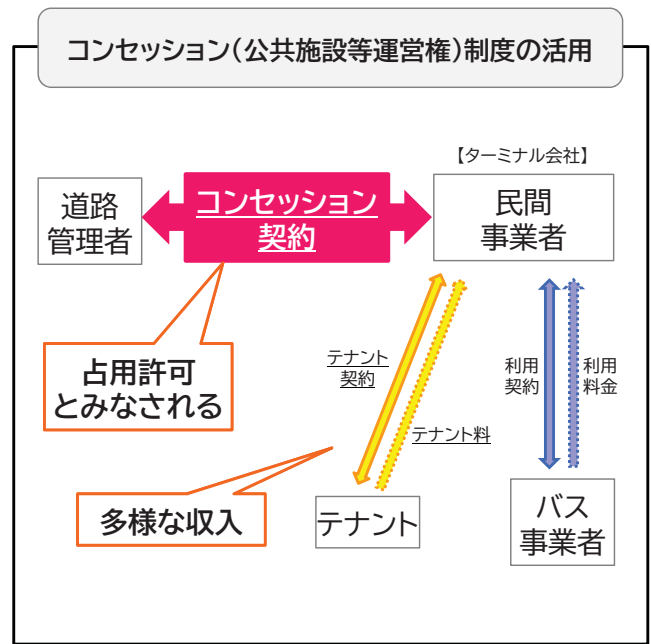 コンセッション（公共施設等運営権）制度の活用
【ターミナル会社】
道路
管理者
コンセッション
契約
民間
事業者
占用許可
とみなされる
テナント
契約
テナント料
利用
契約
利用
料金
多様な収入
テナント
バス
事業者